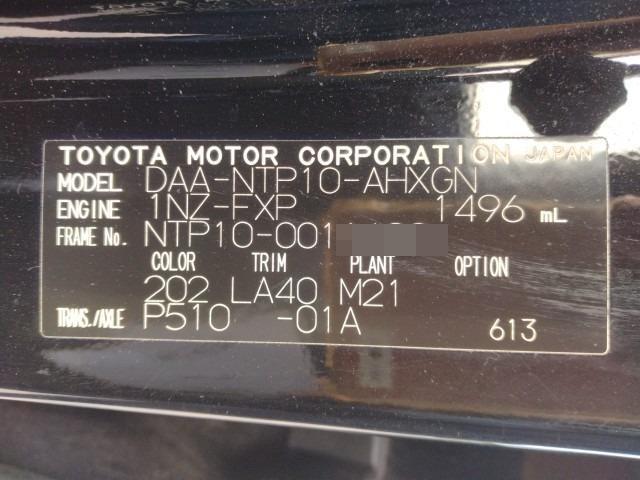 TOYOTA MOTOR CORPORATION JAPAN
MODEL DAA-NTP10-AHXGN
ENGINE 1NZ-FXP 1496 mL
FRAME No. NTP10-001
COLOR TRIM PLANT OPTION
202 LA40 M21
TRANS./AXLE P510 -01A 613